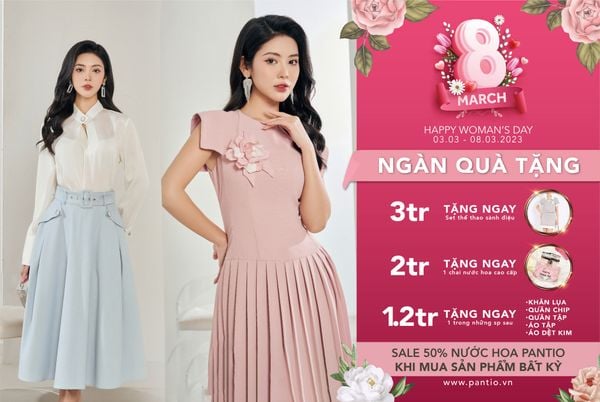 8
MARCH
HAPPY WOMAN'S DAY
03.03 - 08.03.2023
NGÀN QUÀ TẶNG
3tr TẶNG NGAY
Set thể thao sành điệu
2tr TẶNG NGAY
1 chai nước hoa cao cấp
1.2tr TẶNG NGAY
1 trong những sp sau
• KHĂN LỤA
• QUẦN CHIP
• QUẦN TẬP
• ÁO TẬP
• ÁO DỆT KIM
SALE 50% NƯỚC HOA PANTIO
KHI MUA SẢN PHẨM BẤT KỲ
www.pantio.vn